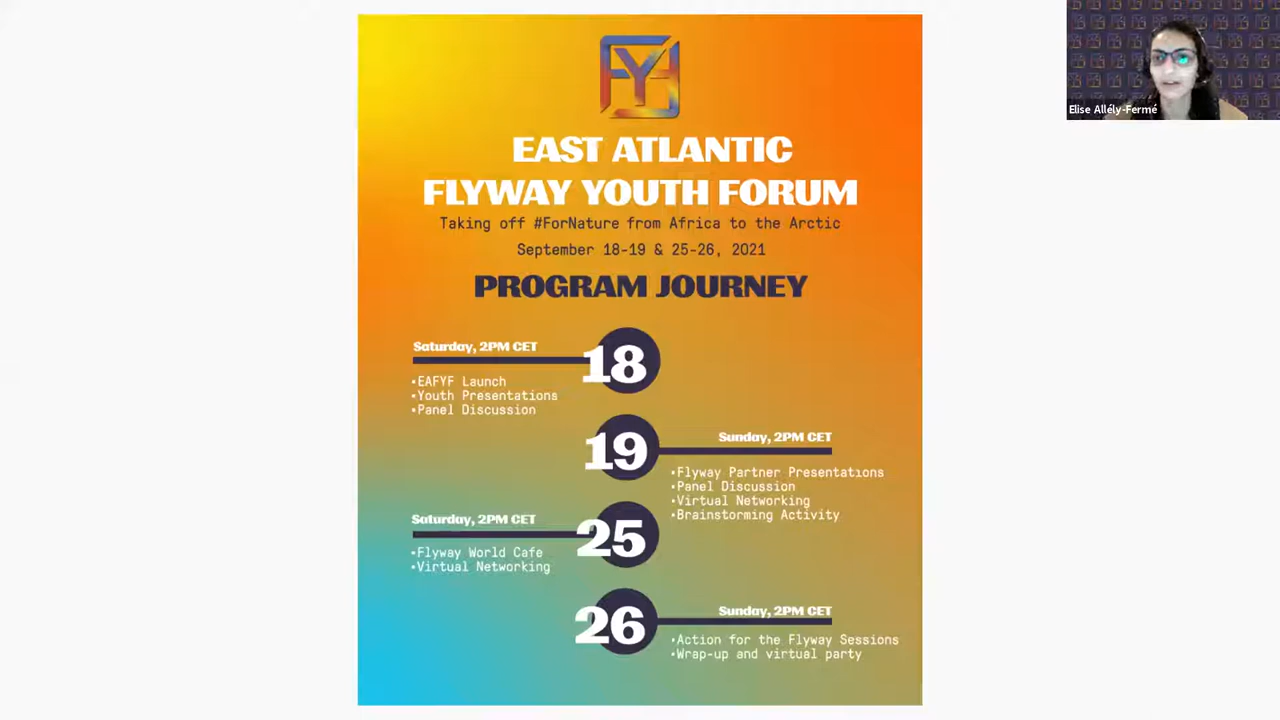 FY
EAST ATLANTIC
FLYWAY YOUTH FORUM
Taking off #ForNature from Africa to the Arctic
September 18-19 & 25-26, 2021
PROGRAM JOURNEY
Saturday, 2PM CET
18
•EAFYF Launch
•Youth Presentations
•Panel Discussion
19
Sunday, 2PM CET
•Flyway Partner Presentations
•Panel Discussion
•Virtual Networking
•Brainstorming Activity
Saturday, 2PM CET
25
•Flyway World Cafe
•Virtual Networking
26
Sunday, 2PM CET
•Action for the Flyway Sessions
•Wrap-up and virtual party
Elise Allély-Fermé